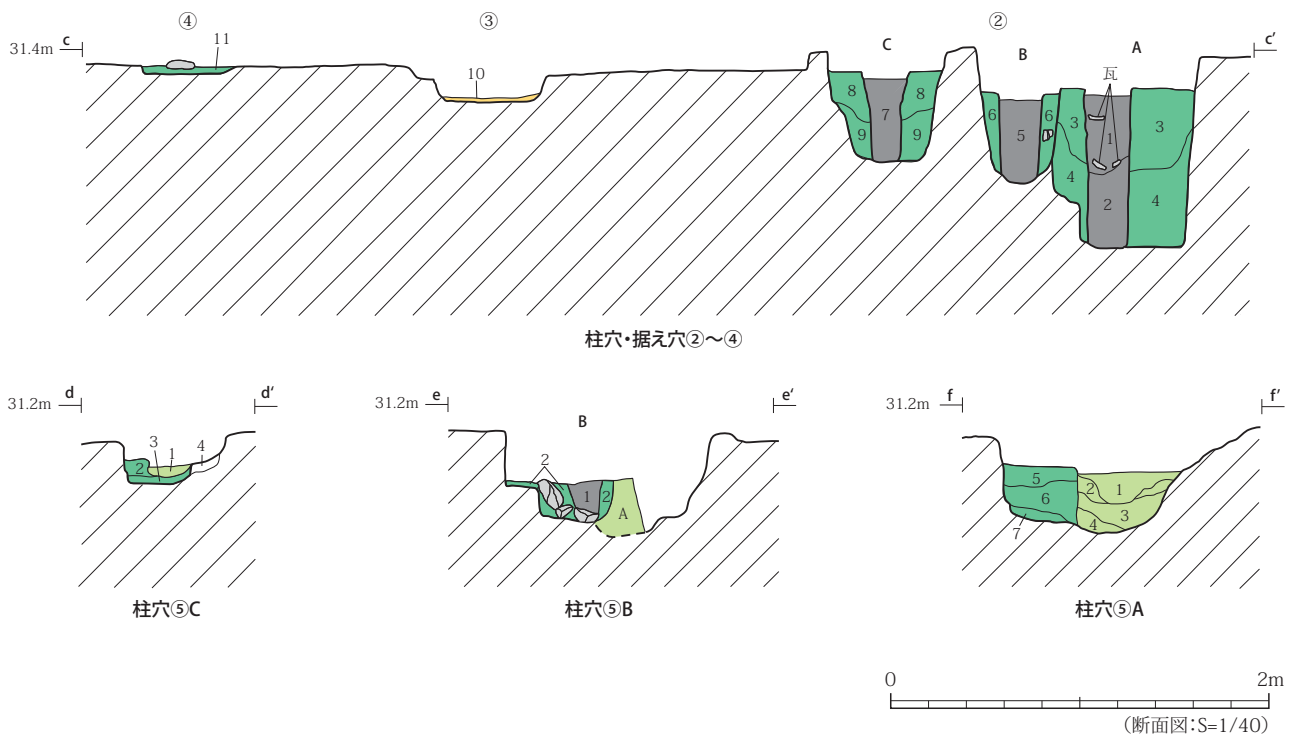 ④ ③ ②
c 11 C B A c'
31.4m
瓦
10
8 8 6 6 3 3
7 5 1
9 9 4
2 4
柱穴・据え穴②〜④
d d' e e' f f'
31.2m 31.2m 31.2m
B
3 1 4
2
2
1 2
A
5 2 1
6 3
4
7
柱穴⑤C 柱穴⑤B 柱穴⑤A
0 2m
(断面図:S=1/40)